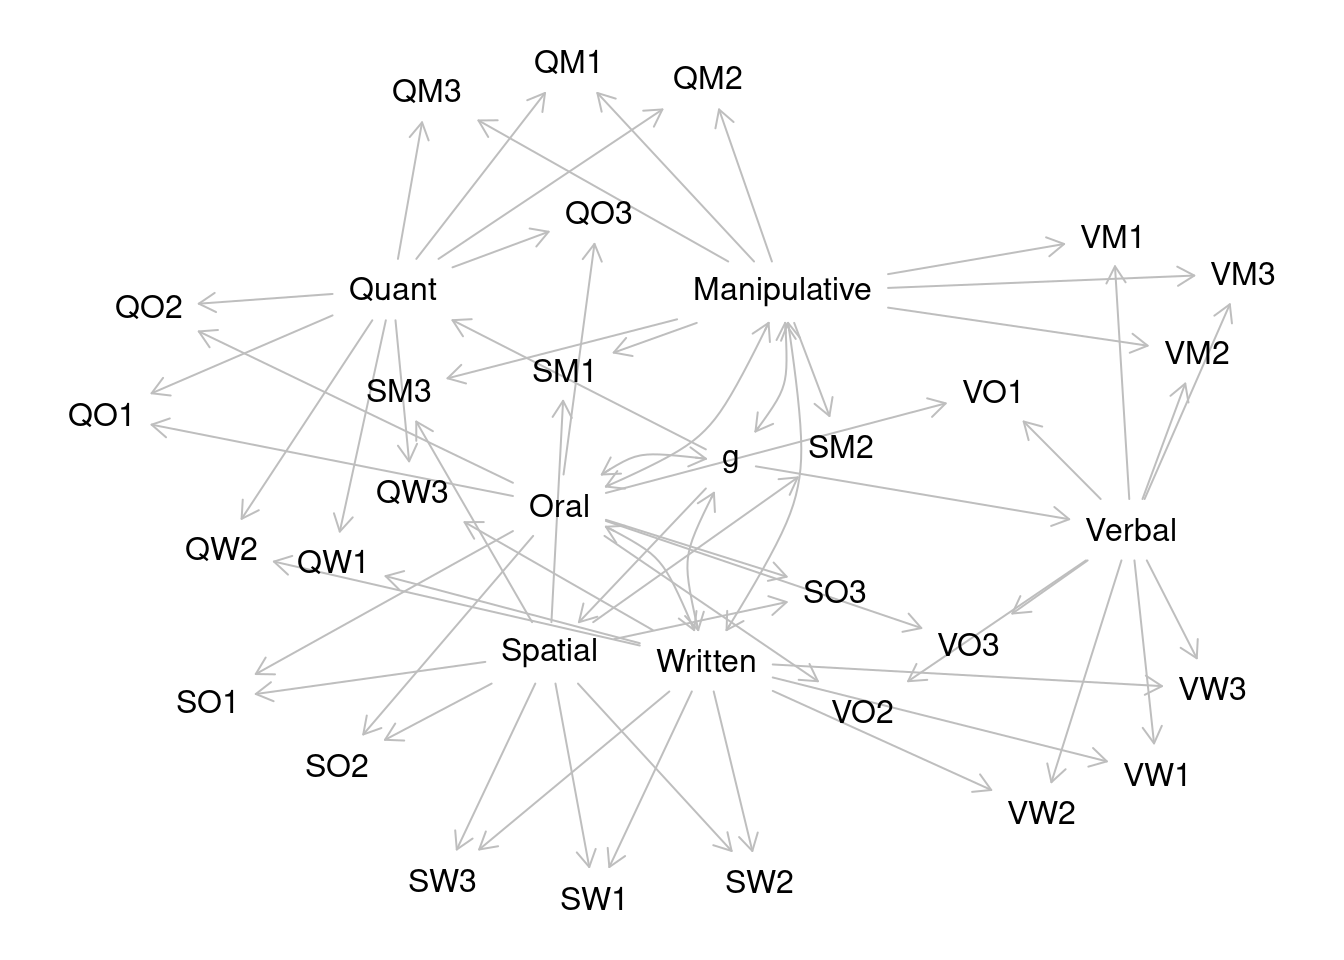 QM1
QM2
QM3
QO3
VM1
VM3
Quant
Manipulative
QO2
VM2
SM1
SM3
VO1
QO1
SM2
g
QW3
Oral
Verbal
QW2
QW1
SO3
VO3
Spatial
Written
VW3
SO1
VO2
SO2
VW1
VW2
SW3
SW2
SW1